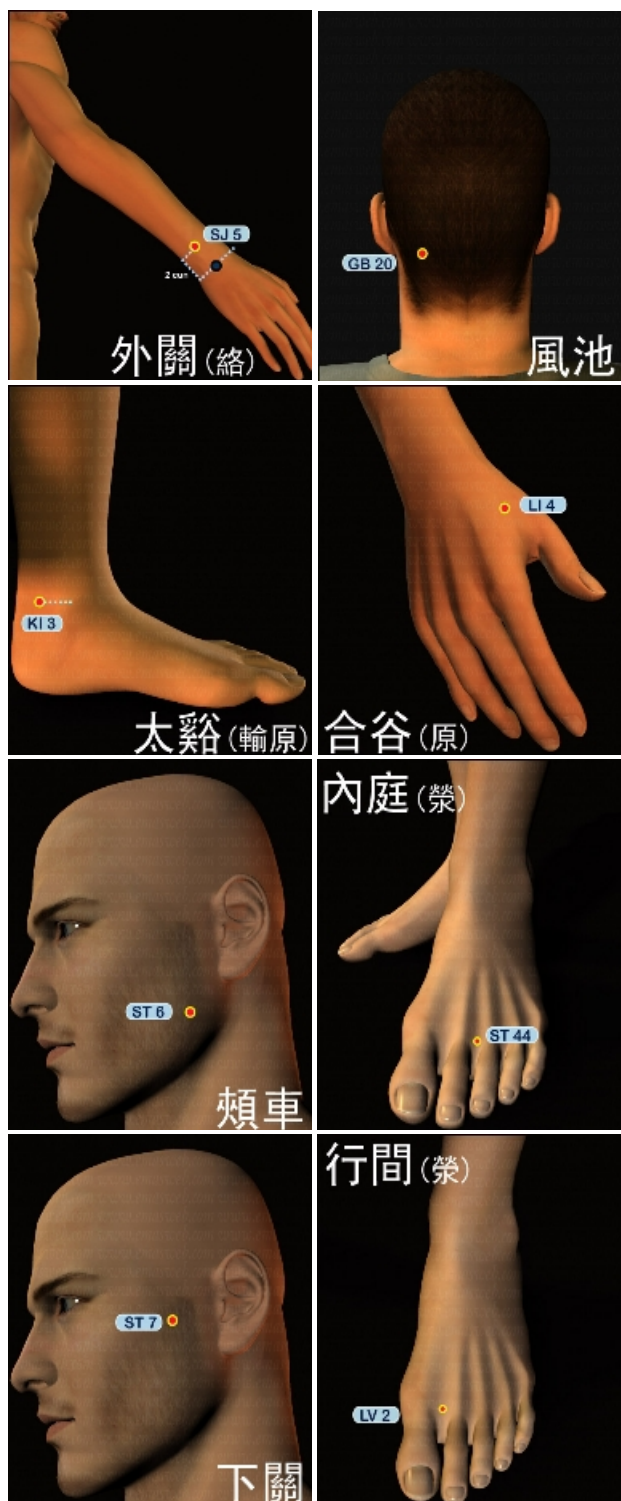 SJ 5
2 cun
外關(絡)
GB 20
風池
KI 3
太谿(輸原)
LI 4
合谷(原)
ST 6
頰車
內庭(滎)
ST 44
ST 7
下關
行間(滎)
LV 2